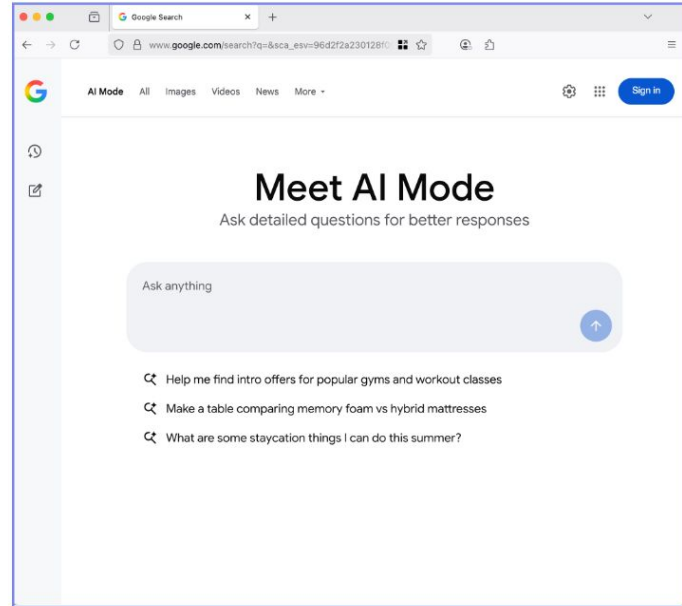 Google Search
www.google.com/search?q=&sca_esv=96d2f2a230128f
AI Mode All Images Videos News More
Sign in
Meet AI Mode
Ask detailed questions for better responses
Ask anything
Help me find intro offers for popular gyms and workout classes
Make a table comparing memory foam vs hybrid mattresses
What are some staycation things I can do this summer?